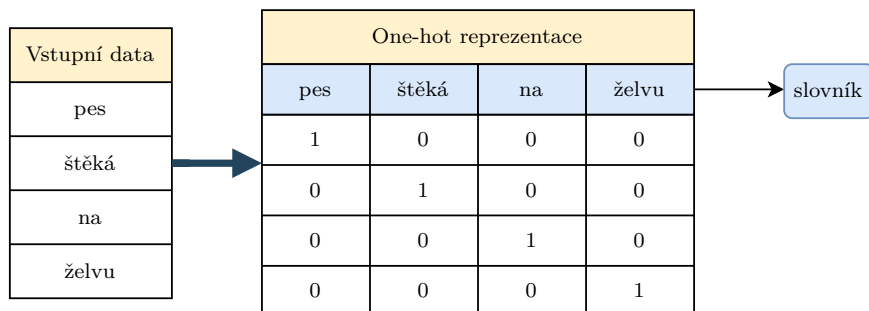 Vstupní data
pes
štěká
na
želvu
One-hot reprezentace
pes štěká na želvu
1 0 0 0
0 1 0 0
0 0 1 0
0 0 0 1
slovník